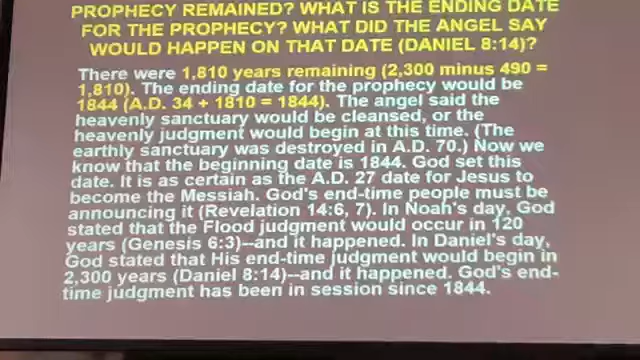 PROPHECY REMAINED? WHAT IS THE ENDING DATE
FOR THE PROPHECY? WHAT DID THE ANGEL SAY
WOULD HAPPEN ON THAT DATE (DANIEL 8:14)?
There were 1,810 years remaining (2,300 minus 490 =
1,810). The ending date for the prophecy would be
1844 (A.D. 34 + 1810 = 1844). The angel said the
heavenly sanctuary would be cleansed, or the
heavenly judgment would begin at this time. (The
earthly sanctuary was destroyed in A.D. 70.) Now we
know that the beginning date is 1844. God set this
date. It is as certain as the A.D. 27 date for Jesus to
become the Messiah. God's end-time people must be
announcing it (Revelation 14:6, 7). In Noah's day, God
stated that the Flood judgment would occur in 120
years (Genesis 6:3)--and it happened. In Daniel's day,
God stated that His end-time judgment would begin in
2,300 years (Daniel 8:14)--and it happened. God's end-
time judgment has been in session since 1844.